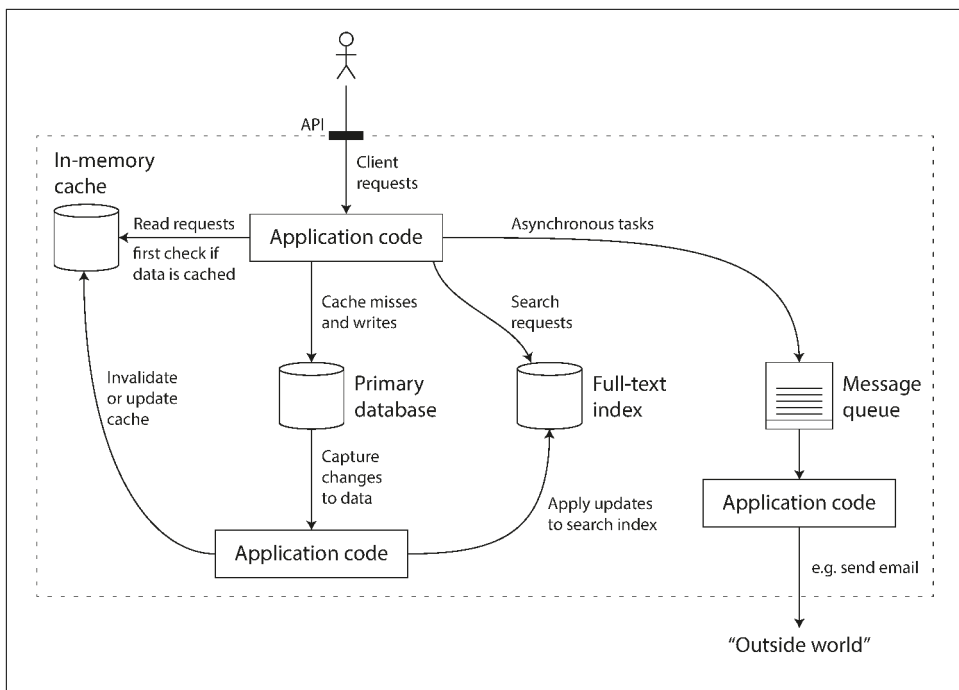 API
Client
requests
In-memory
cache
Read requests
first check if
data is cached
Application code
Asynchronous tasks
Cache misses
and writes
Search
requests
Invalidate
or update
cache
Primary
database
Full-text
index
Message
queue
Capture
changes
to data
Apply updates
to search index
Application code
Application code
e.g. send email
“Outside world”